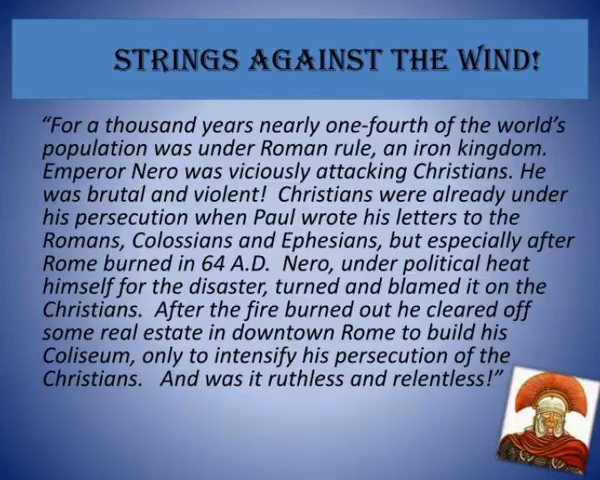 STRINGS AGAINST THE WIND!
“For a thousand years nearly one-fourth of the world’s
population was under Roman rule, an iron kingdom.
Emperor Nero was viciously attacking Christians. He
was brutal and violent!  Christians were already under
his persecution when Paul wrote his letters to the
Romans, Colossians and Ephesians, but especially after
Rome burned in 64 A.D.  Nero, under political heat
himself for the disaster, turned and blamed it on the
Christians.  After the fire burned out he cleared off
some real estate in downtown Rome to build his
Coliseum, only to intensify his persecution of the
Christians.   And was it ruthless and relentless!”